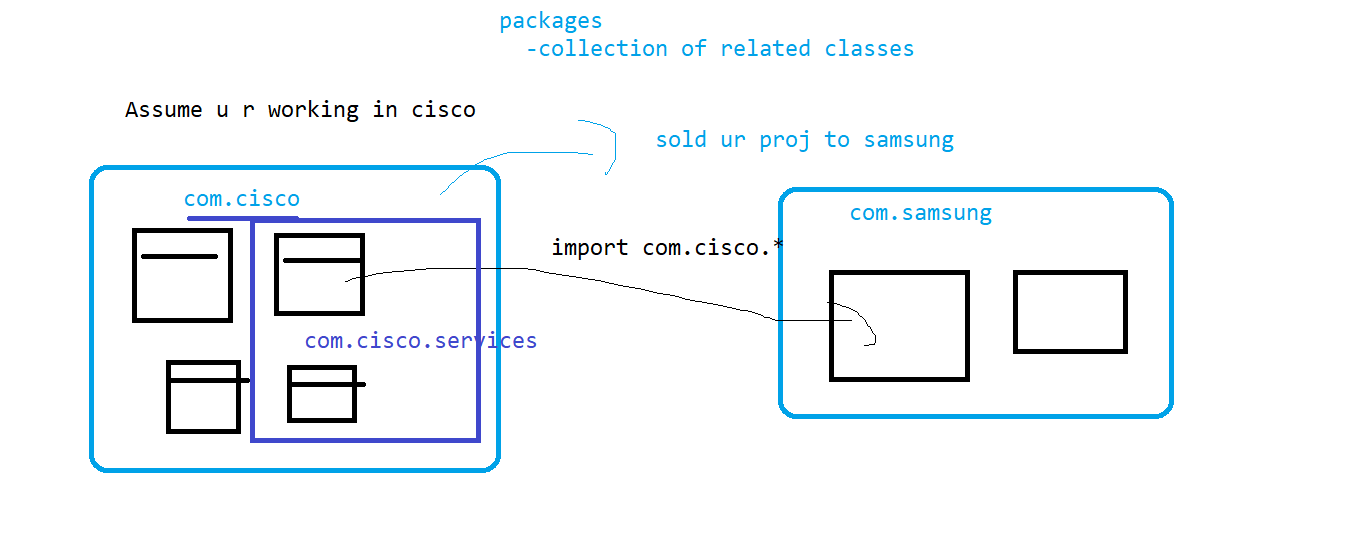 packages
-collection of related classes
Assume u r working in cisco
sold ur proj to samsung
com.cisco
com.samsung
import com.cisco.*
com.cisco.services